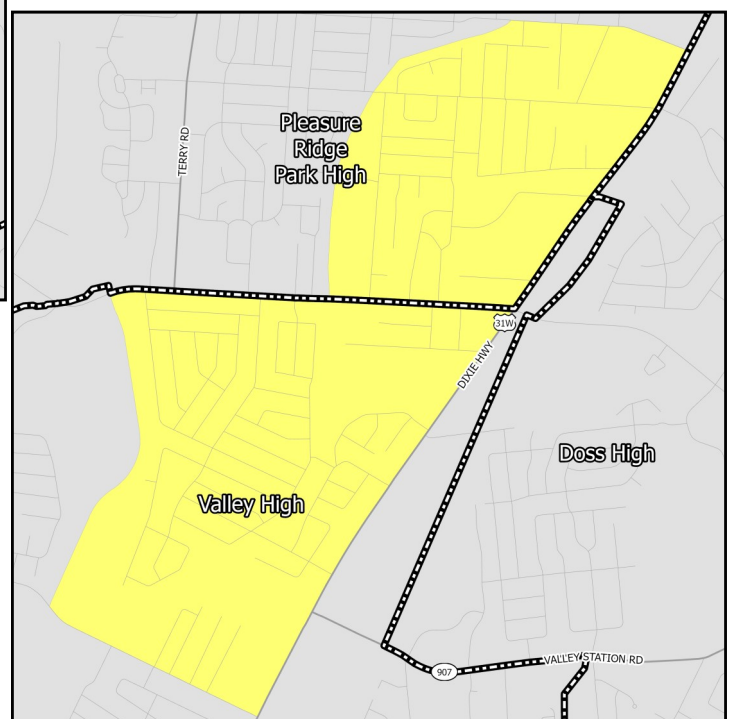 Pleasure
Ridge
Park High
TERRY RD
31W
DIXIE HWY
Doss High
Valley High
VALLEY STATION RD
907